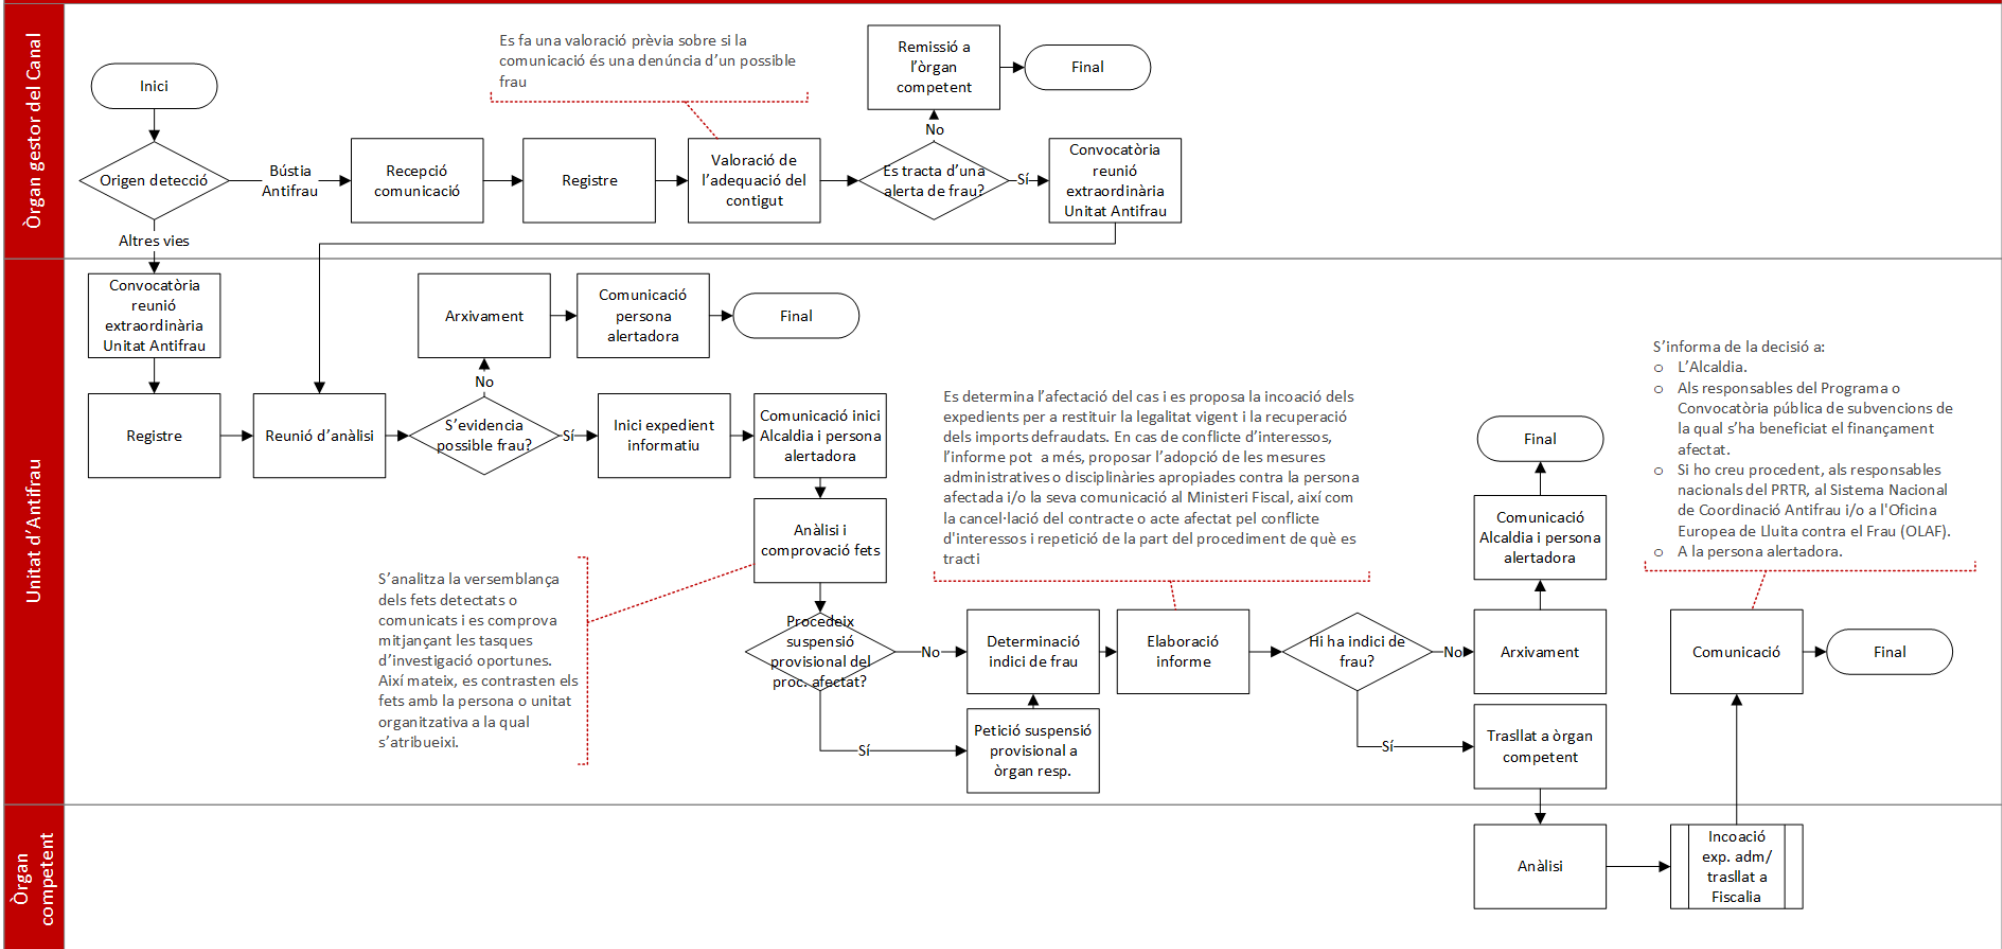 Òrgan gestor del Canal
Inici
Origen detecció
Bústia
Antifrau
Altres vies
Recepció
comunicació
Registre
Es fa una valoració prèvia sobre si la
comunicació és una denúncia d’un possible
frau
Valoració de
l’adequació del
contigut
Es tracta d’una
alerta de frau?
No
Remissió a
l’òrgan
competent
Final
Sí
Convocatòria
reunió
extraordinària
Unitat Antifrau
Unitat d’Antifrau
Convocatòria
reunió
extraordinària
Unitat Antifrau
Registre
Reunió d’anàlisi
S’evidencia
possible frau?
No
Arxivament
Comunicació
persona
alertadora
Final
Sí
Inici expedient
informatiu
Comunicació inici
Alcaldia i persona
alertadora
Anàlisi i
comprovació fets
S’analitza la versemblança
dels fets detectats o
comunicats i es comprova
mitjançant les tasques
d’investigació oportunes.
Així mateix, es contrasten els
fets amb la persona o unitat
organitzativa a la qual
s’atribueixi.
Procedeix
suspensió
provisional del
proc. afectat?
No
Sí
Petició suspensió
provisional a
òrgan resp.
Determinació
indici de frau
Es determina l’afectació del cas i es proposa la incoació dels
expedients per a restituir la legalitat vigent i la recuperació
dels imports defraudats. En cas de conflicte d’interessos,
l’informe pot  a més, proposar l’adopció de les mesures
administratives o disciplinàries apropiades contra la persona
afectada i/o la seva comunicació al Ministeri Fiscal, així com
la cancel·lació del contracte o acte afectat pel conflicte
d'interessos i repetició de la part del procediment de què es
tracti
Elaboració
informe
Hi ha indici de
frau?
No
Arxivament
Comunicació
Alcaldia i persona
alertadora
Final
Sí
Trasllat a òrgan
competent
S’informa de la decisió a:
o L’Alcaldia.
o Als responsables del Programa o
Convocatòria pública de subvencions de
la qual s’ha beneficiat el finançament
afectat.
o Si ho creu procedent, als responsables
nacionals del PRTR, al Sistema Nacional
de Coordinació Antifrau i/o a l'Oficina
Europea de Lluita contra el Frau (OLAF).
o A la persona alertadora.
Comunicació
Final
Òrgan
competent
Anàlisi
Incoació
exp. adm/
trasllat a
Fiscalia